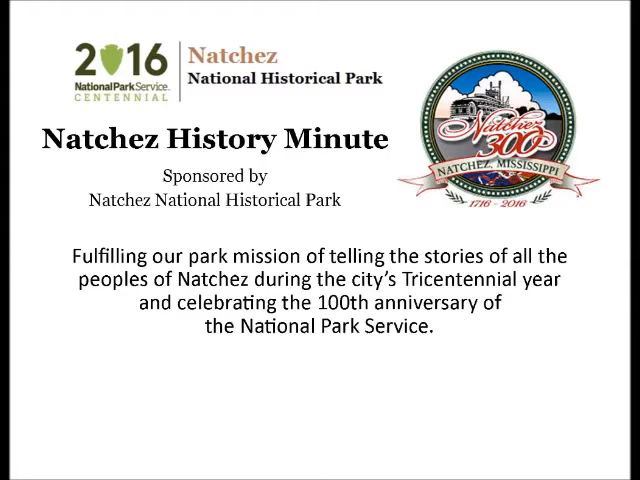 2016
National Park Service
CENTENNIAL
Natchez
National Historical Park
Natchez History Minute
Sponsored by
Natchez National Historical Park
Natchez
300
NATCHEZ, MISSISSIPPI
1716 - 2016
Fulfilling our park mission of telling the stories of all the
peoples of Natchez during the city’s Tricentennial year
and celebrating the 100th anniversary of
the National Park Service.